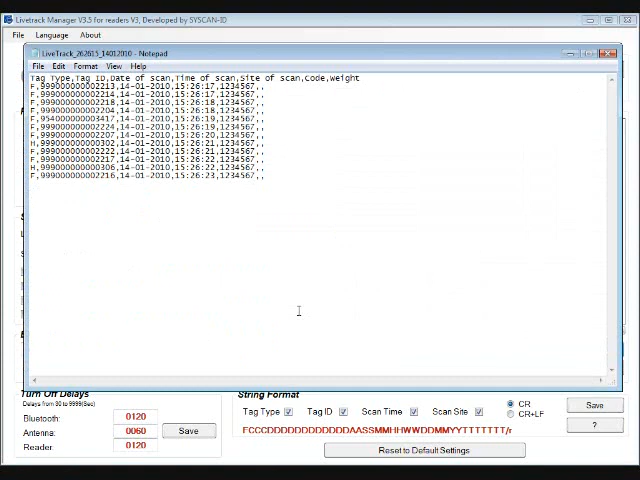 Livetrack Manager V3.5 for readers V3, Developed by SYSCAN-ID
File Language About
LiveTrack_262615_14012010 - Notepad
File Edit Format View Help
Tag Type,Tag ID,Date of scan,Time of scan,Site of scan,Code,Weight
F,999000000002213,14-01-2010,15:26:17,1234567,,
F,999000000002214,14-01-2010,15:26:17,1234567,,
F,999000000002218,14-01-2010,15:26:18,1234567,,
F,999000000002204,14-01-2010,15:26:18,1234567,,
F,954000000003417,14-01-2010,15:26:19,1234567,,
F,999000000002224,14-01-2010,15:26:19,1234567,,
F,999000000002207,14-01-2010,15:26:20,1234567,,
H,999000000000302,14-01-2010,15:26:21,1234567,,
F,999000000002222,14-01-2010,15:26:21,1234567,,
F,999000000002217,14-01-2010,15:26:22,1234567,,
H,999000000000306,14-01-2010,15:26:22,1234567,,
F,999000000002216,14-01-2010,15:26:23,1234567,,
Turn Off Delays
Delays from 30 to 9999(Sec)
Bluetooth: 0120
Antenna: 0060 Save
Reader: 0120
String Format
Tag Type Tag ID Scan Time Scan Site CR Save
CR+LF ?
FCCCDDDDDDDDDDDDAASSMMHHWWDDMMYYTTTTTTT/r
Reset to Default Settings